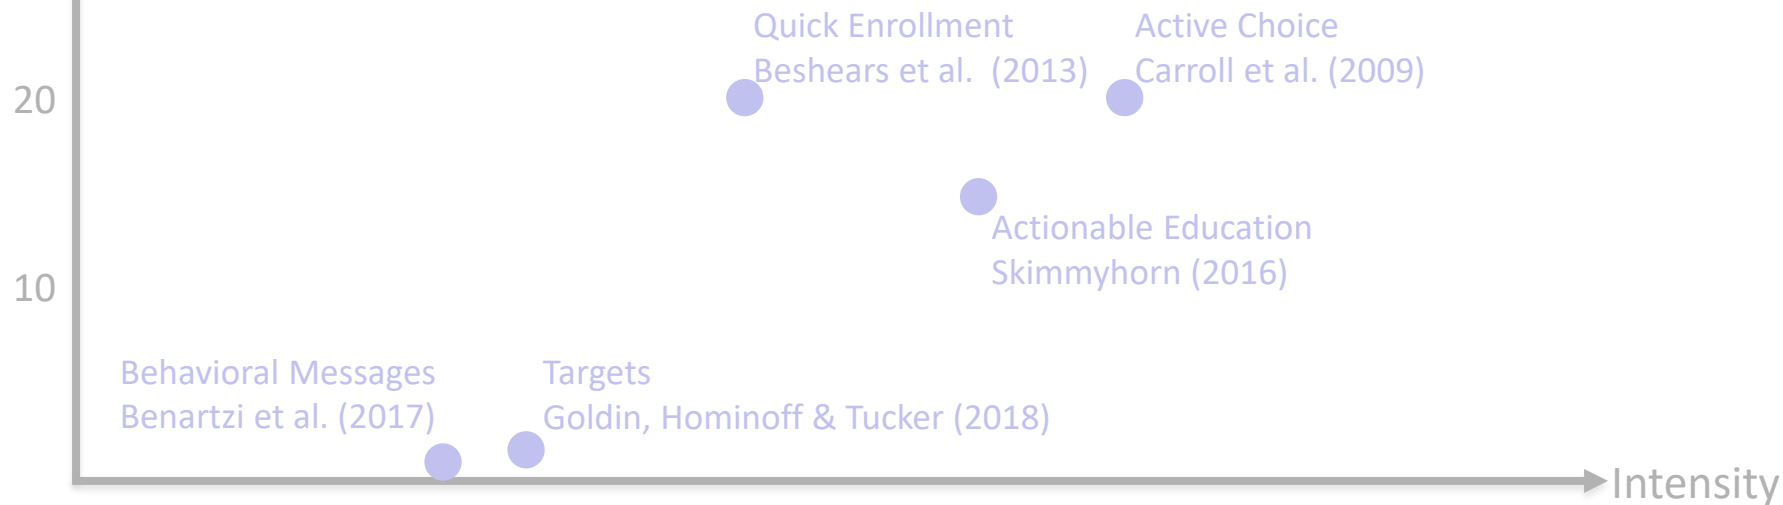 Quick Enrollment
Beshears et al.  (2013)
Active Choice
Carroll et al. (2009)
20
Actionable Education
Skimmyhorn (2016)
10
Behavioral Messages
Benartzi et al. (2017)
Targets
Goldin, Hominoff & Tucker (2018)
Intensity